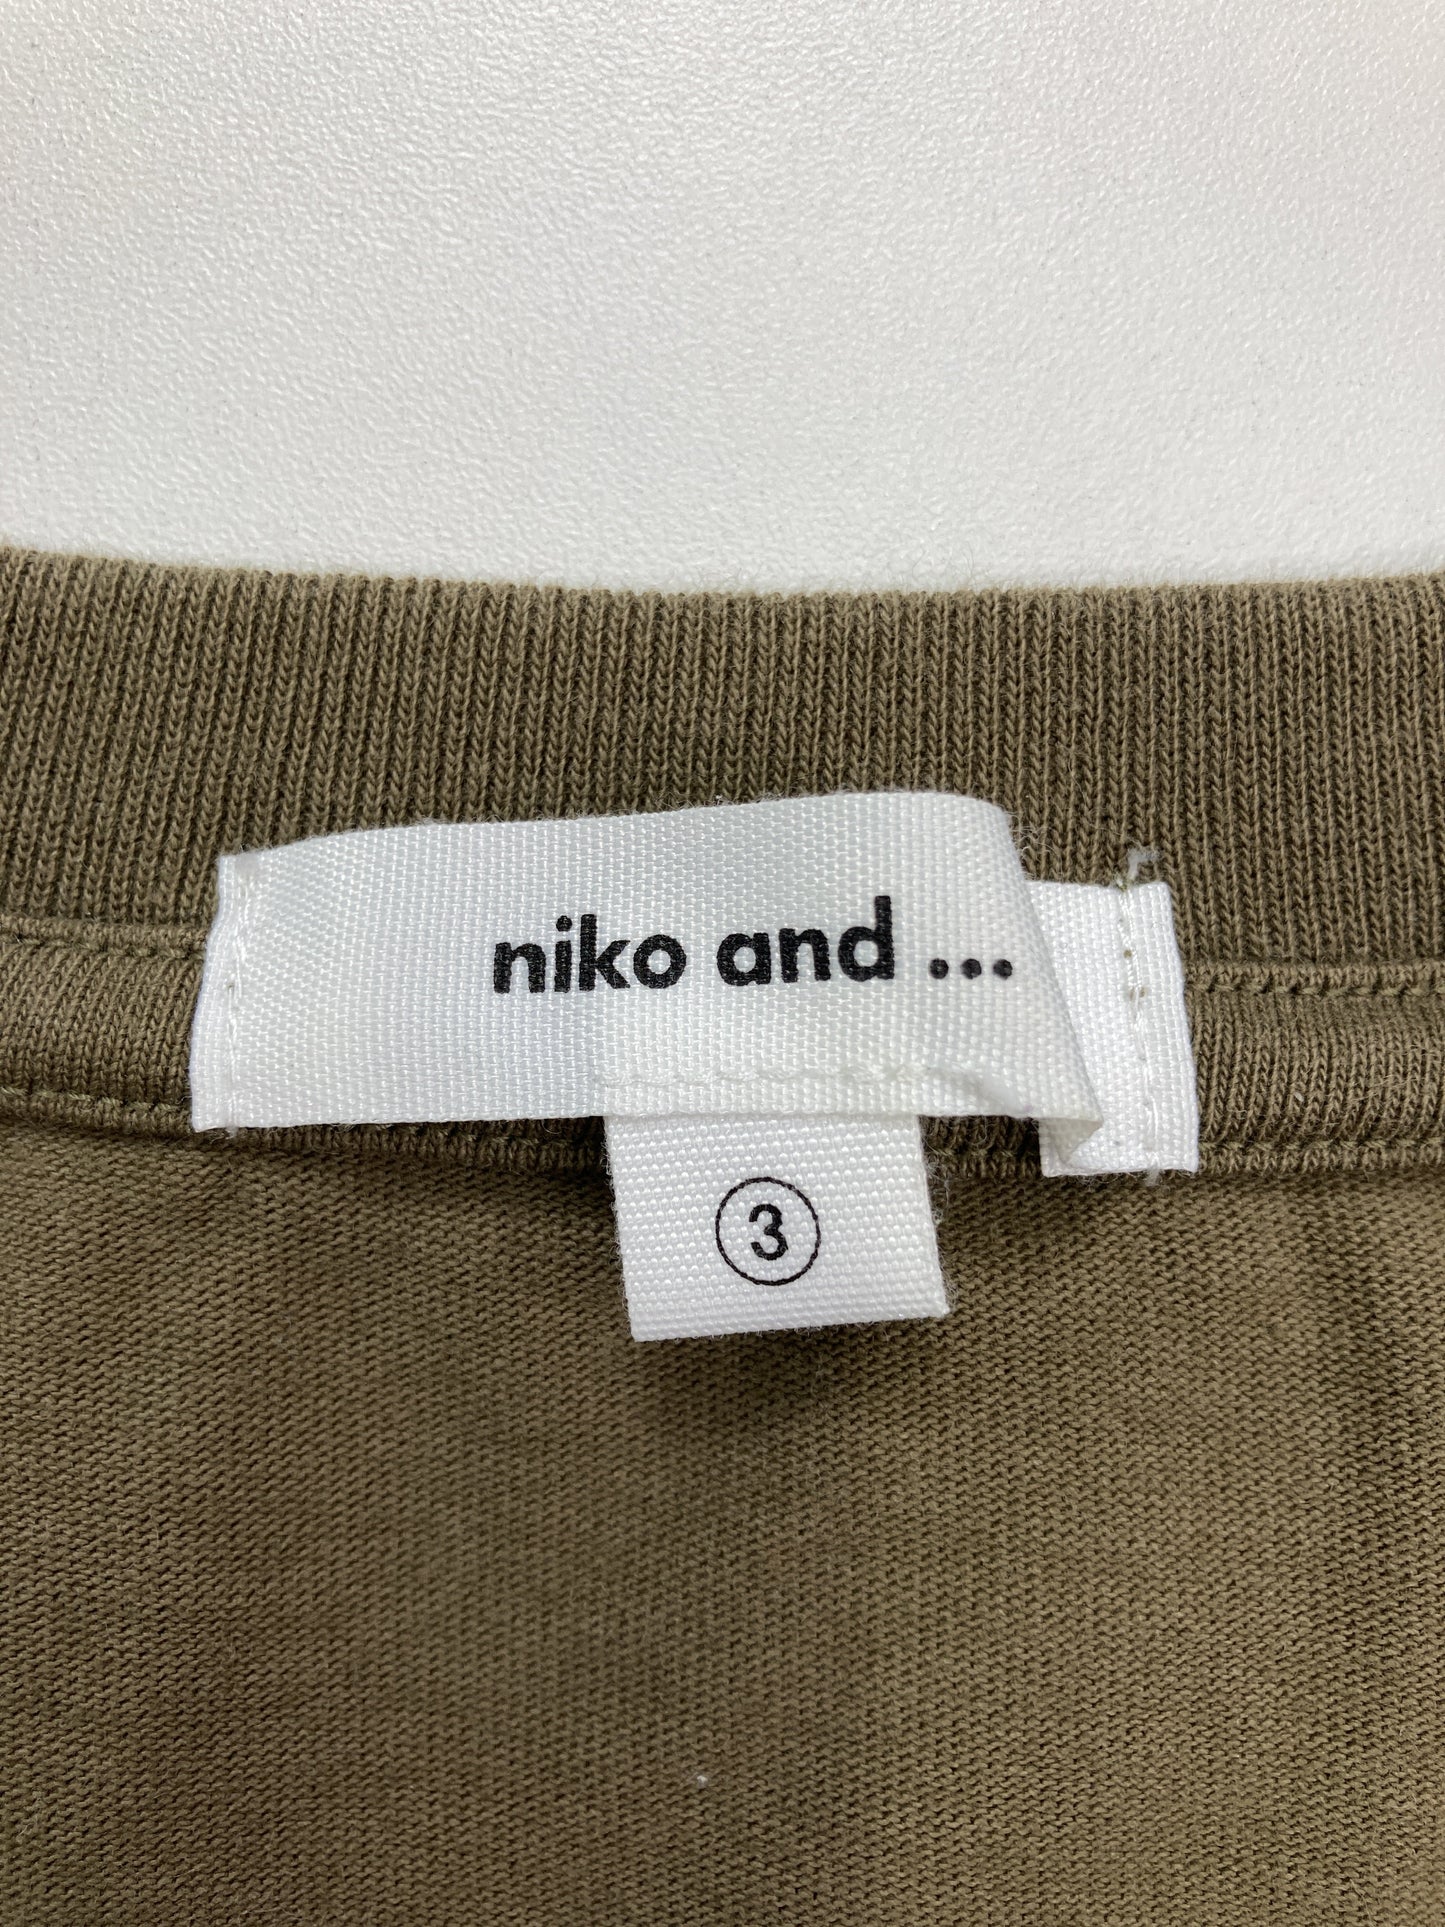 niko and ...
③